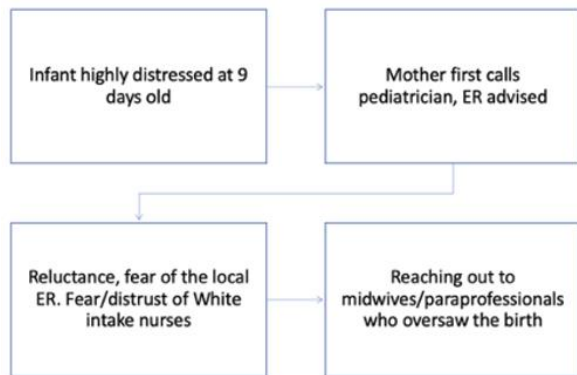 Infant highly distressed at 9
days old
Mother first calls
pediatrician, ER advised
Reluctance, fear of the local
ER. Fear/distrust of White
intake nurses
Reaching out to
midwives/paraprofessionals
who oversaw the birth